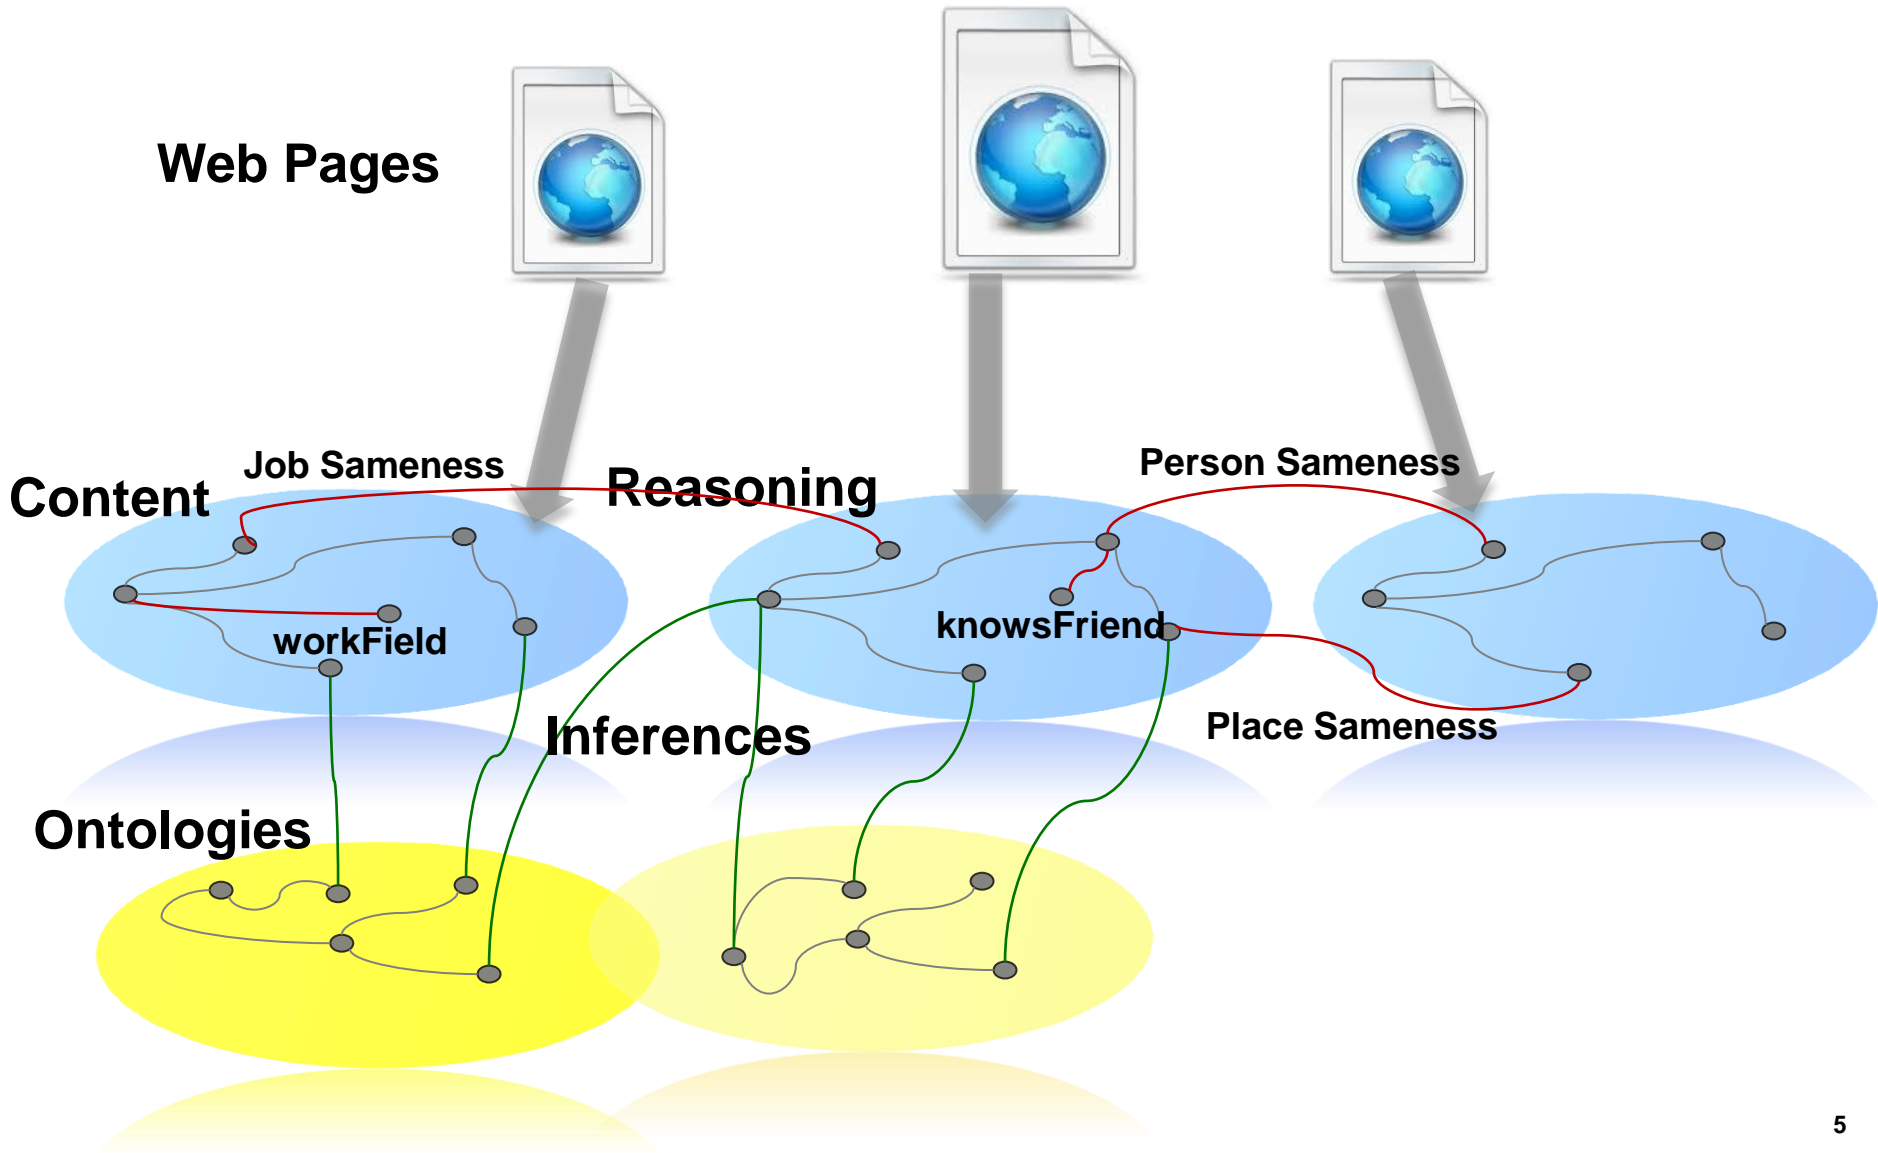 Web Pages
Job Sameness
Person Sameness
Content
Reasoning
workField
knowsFriend
Inferences
Place Sameness
Ontologies
5